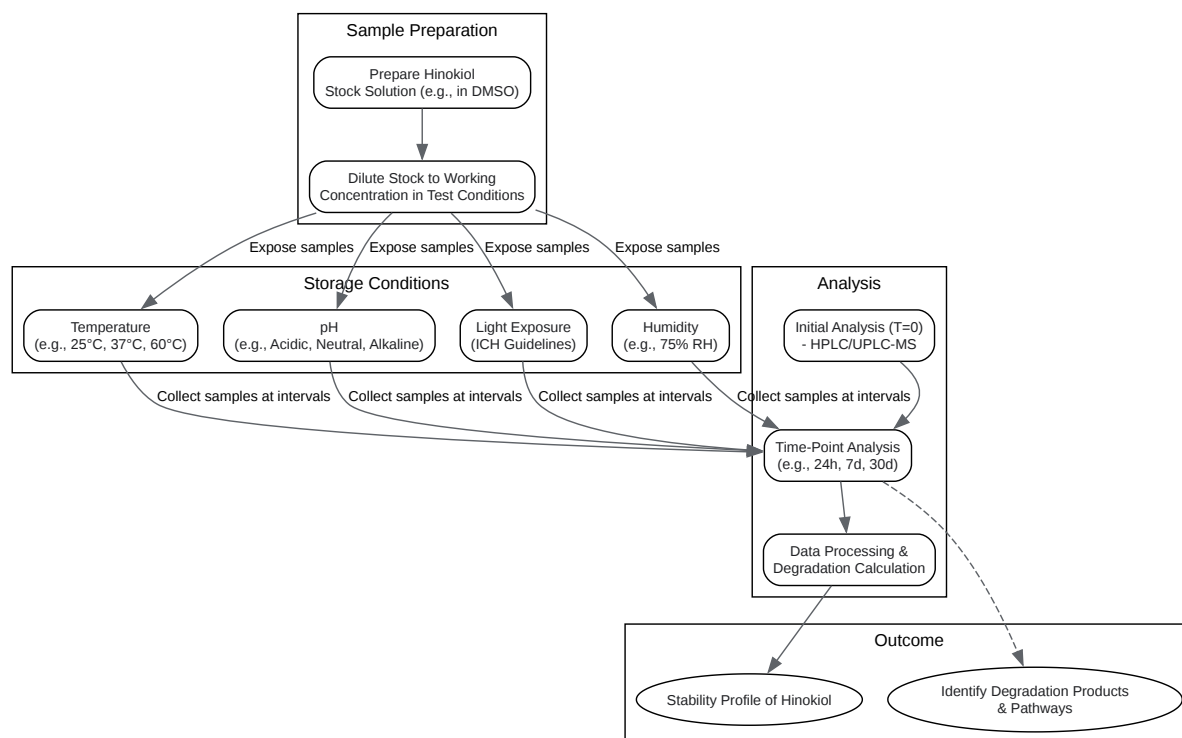 Sample Preparation
Prepare Hinokiol
Stock Solution (e.g., in DMSO)
Dilute Stock to Working
Concentration in Test Conditions
Expose samples
Expose samples
Expose samples
Expose samples
Storage Conditions
Temperature
(e.g., 25°C, 37°C, 60°C)
pH
(e.g., Acidic, Neutral, Alkaline)
Light Exposure
(ICH Guidelines)
Humidity
(e.g., 75% RH)
Analysis
Initial Analysis (T=0)
- HPLC/UPLC-MS
Collect samples at intervals
Collect samples at intervals
Collect samples at intervals
Collect samples at intervals
Time-Point Analysis
(e.g., 24h, 7d, 30d)
Data Processing &
Degradation Calculation
Outcome
Stability Profile of Hinokiol
Identify Degradation Products
& Pathways